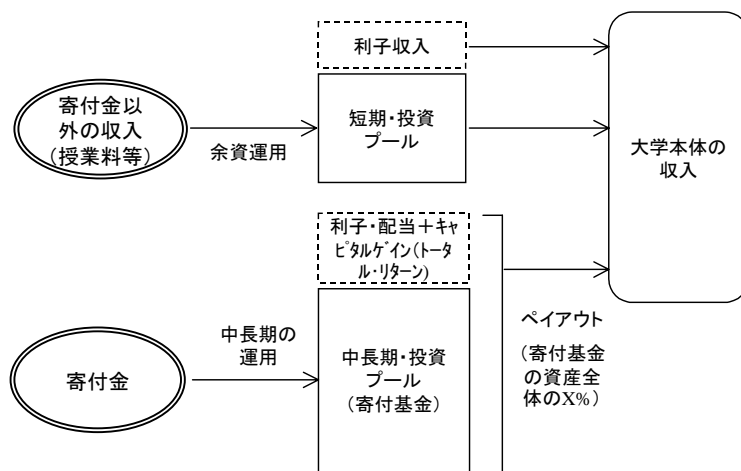 利子収入
寄付金以
外の収入
(授業料等)
余資運用
短期・投資
プール
大学本体の
収入
利子・配当＋キャ
ピタルゲイン(トータ
ル・リターン)
寄付金
中長期の
運用
中長期・投資
プール
(寄付基金)
ペイアウト
(寄付基金
の資産全
体のX%)